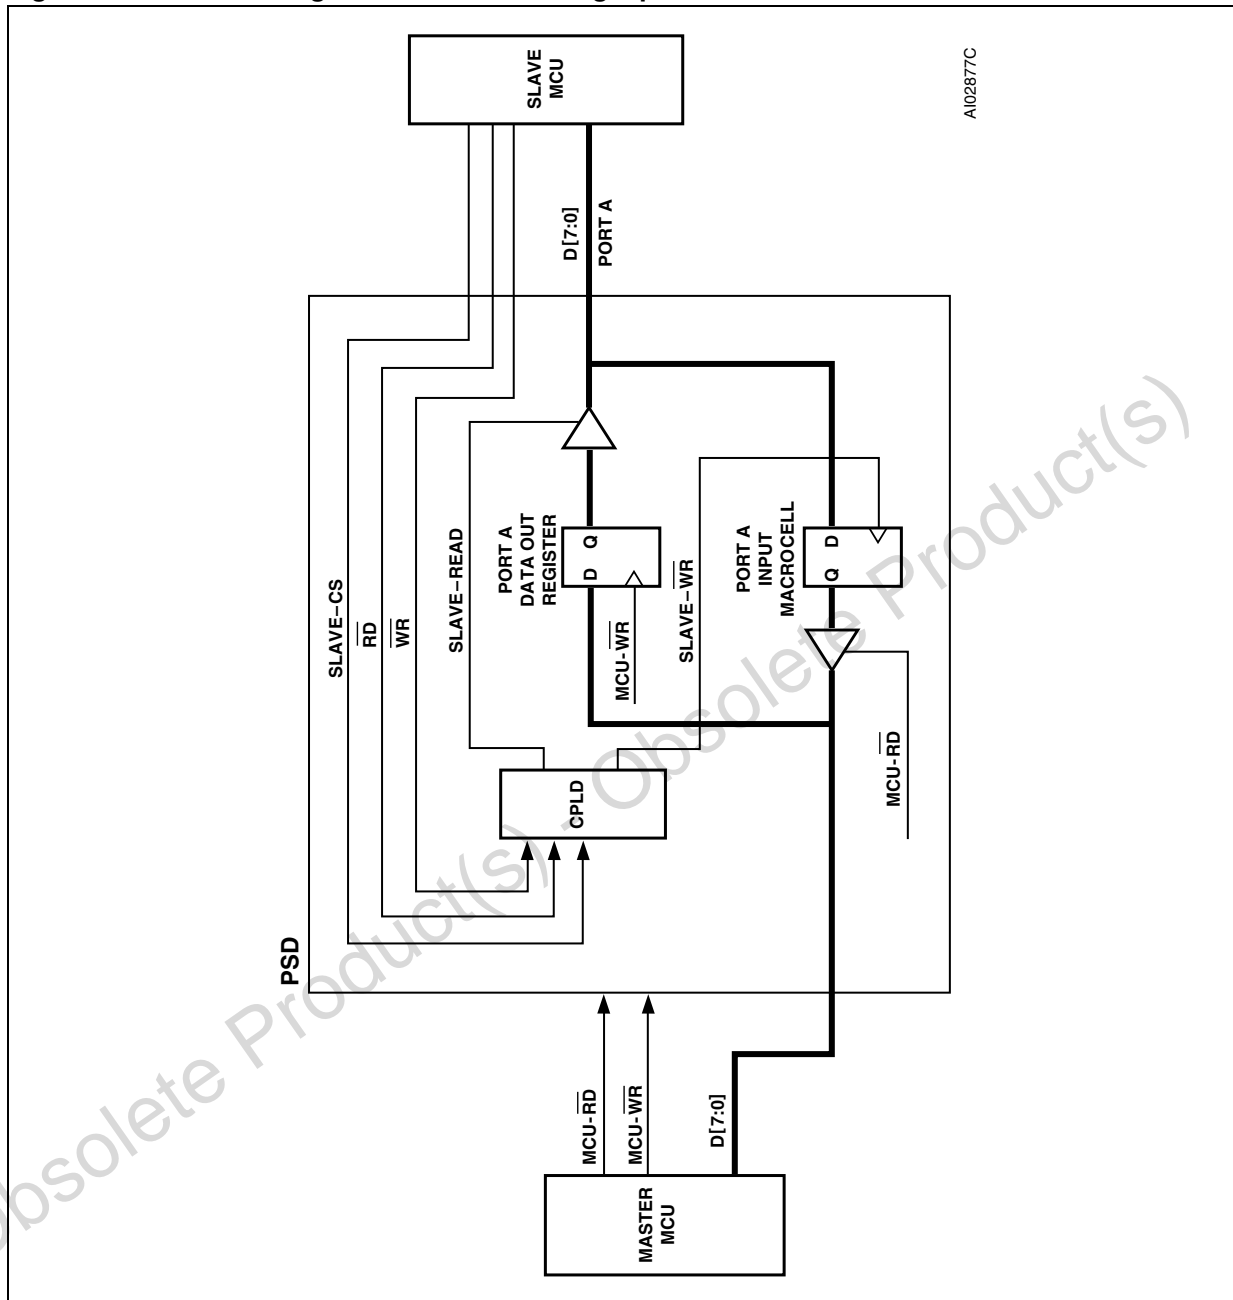 SLAVE
MCU
AI02877C
D[7:0]
PORT A
SLAVE–CS
RD
WR
SLAVE–READ
PORT A
DATA OUT
REGISTER
D Q
MCU-WR
SLAVE–WR
PORT A
INPUT
MACROCELL
Q D
CPLD
MCU-RD
PSD
MCU-RD
MCU-WR
D[7:0]
MASTER
MCU
Obsolete Product(s) - Obsolete Product(s)